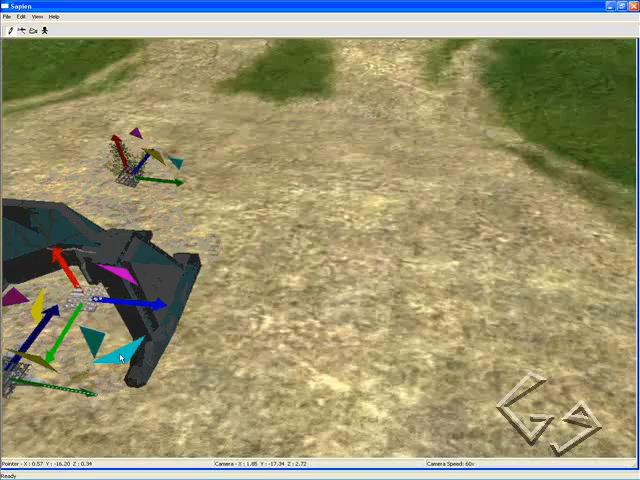 Sapien
File Edit View Help
GS
Pointer - X : 0.57 Y : -16.20 Z : 0.34 Camera - X : 1.85 Y : -17.34 Z : 2.72 Camera Speed: 60x
Ready